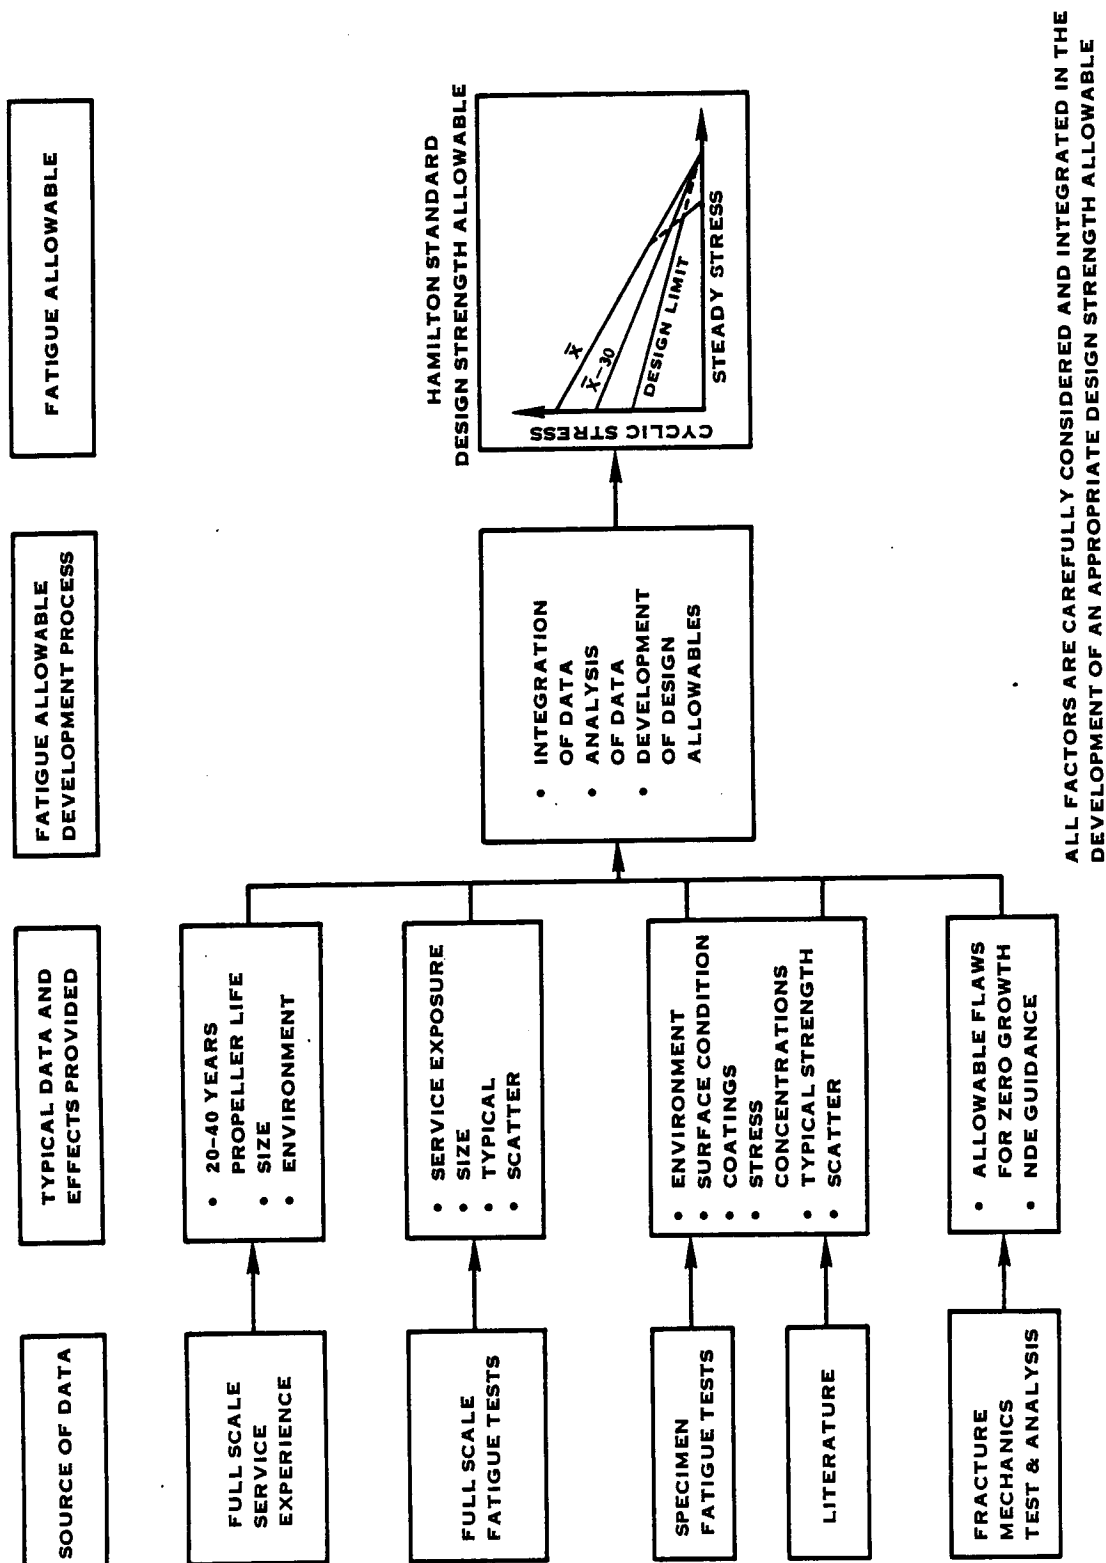 SOURCE OF DATA
TYPICAL DATA AND
EFFECTS PROVIDED
FATIGUE ALLOWABLE
DEVELOPMENT PROCESS
FATIGUE ALLOWABLE
FULL SCALE
SERVICE
EXPERIENCE
• 20-40 YEARS
PROPELLER LIFE
• SIZE
• ENVIRONMENT
FULL SCALE
FATIGUE TESTS
• SERVICE EXPOSURE
• SIZE
• TYPICAL
• SCATTER
SPECIMEN
FATIGUE TESTS
LITERATURE
• ENVIRONMENT
• SURFACE CONDITION
• COATINGS
• STRESS
CONCENTRATIONS
• TYPICAL STRENGTH
• SCATTER
FRACTURE
MECHANICS
TEST & ANALYSIS
• ALLOWABLE FLAWS
FOR ZERO GROWTH
• NDE GUIDANCE
• INTEGRATION
OF DATA
• ANALYSIS
OF DATA
• DEVELOPMENT
OF DESIGN
ALLOWABLES
HAMILTON STANDARD
DESIGN STRENGTH ALLOWABLE
CYCLIC STRESS
X̅
X̅-30
DESIGN LIMIT
STEADY STRESS
ALL FACTORS ARE CAREFULLY CONSIDERED AND INTEGRATED IN THE
DEVELOPMENT OF AN APPROPRIATE DESIGN STRENGTH ALLOWABLE